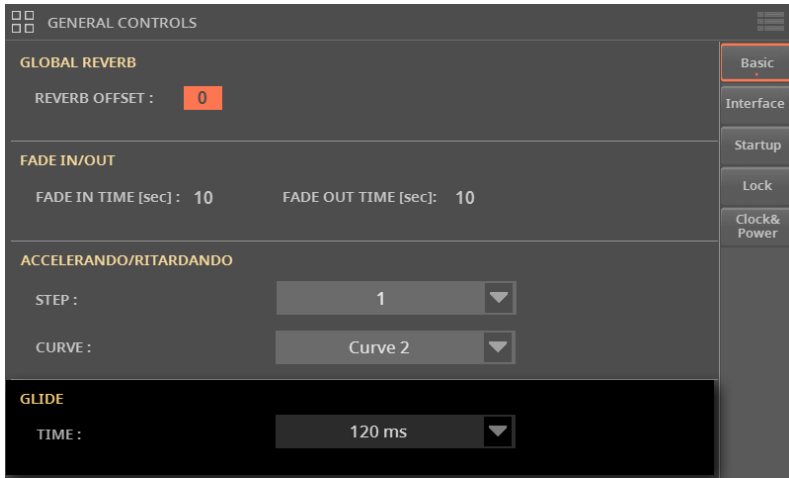 GENERAL CONTROLS
GLOBAL REVERB
REVERB OFFSET : 0
FADE IN/OUT
FADE IN TIME [sec] : 10 FADE OUT TIME [sec]: 10
ACCELERANDO/RITARDANDO
STEP : 1
CURVE : Curve 2
GLIDE
TIME : 120 ms
Basic
Interface
Startup
Lock
Clock&
Power